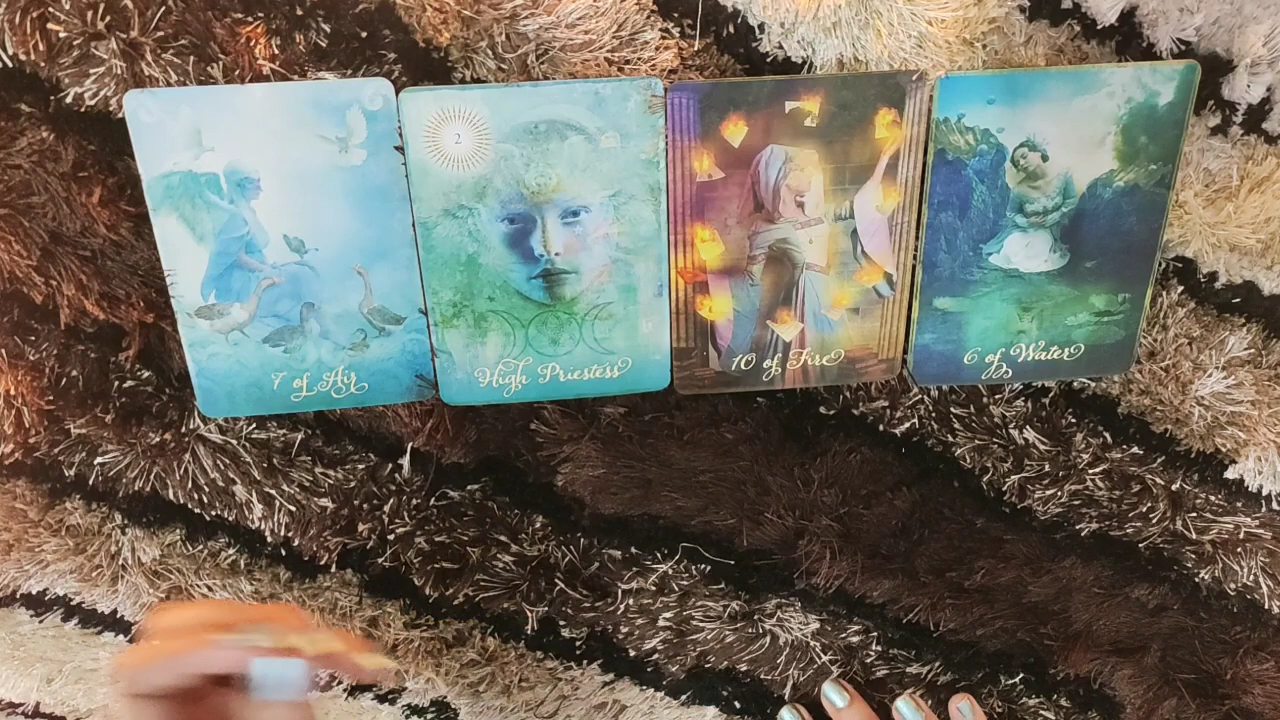 7 of Air
2
High Priestess
10 of Fire
6 of Water